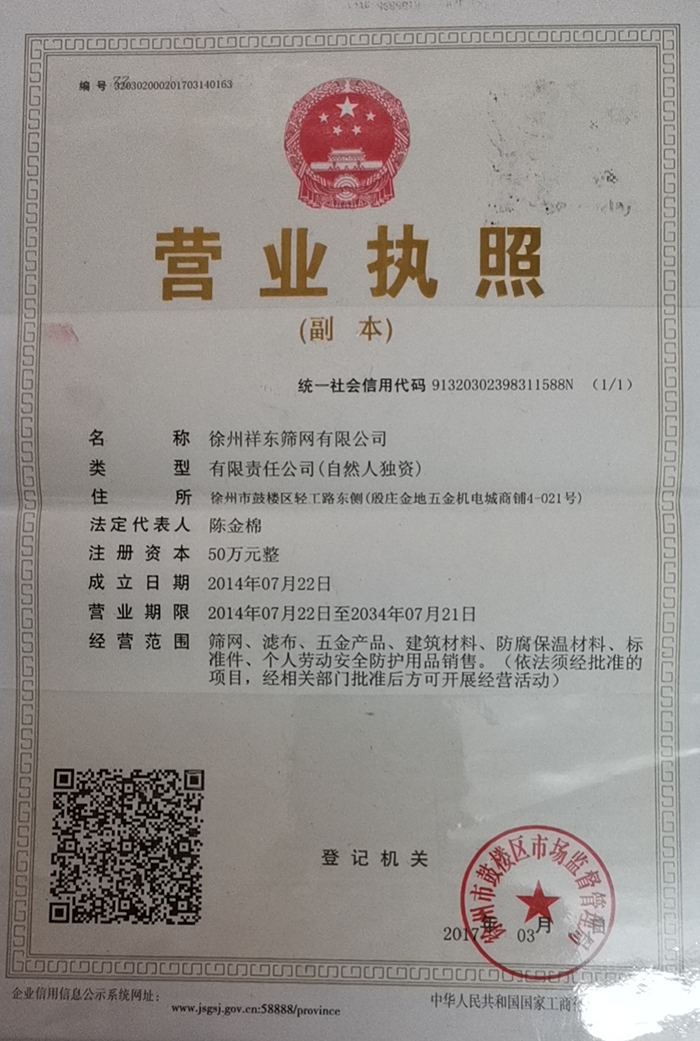 编号 320302000201703140163
营业执照
(副 本)
统一社会信用代码 91320302398311588N (1/1)
名称 徐州祥东筛网有限公司
类型 有限责任公司(自然人独资)
住所 徐州市鼓楼区轻工路东侧(殷庄金地五金机电城商铺4-021号)
法定代表人 陈金棉
注册资本 50万元整
成立日期 2014年07月22日
营业期限 2014年07月22日至2034年07月21日
经营范围 筛网、滤布、五金产品、建筑材料、防腐保温材料、标
准件、个人劳动安全防护用品销售。（依法须经批准的
项目，经相关部门批准后方可开展经营活动）
登记机关
徐州市鼓楼区市场监督管理局
2017年 03月 日
企业信用信息公示系统网址：
www.jsgsj.gov.cn:58888/province
中华人民共和国国家工商